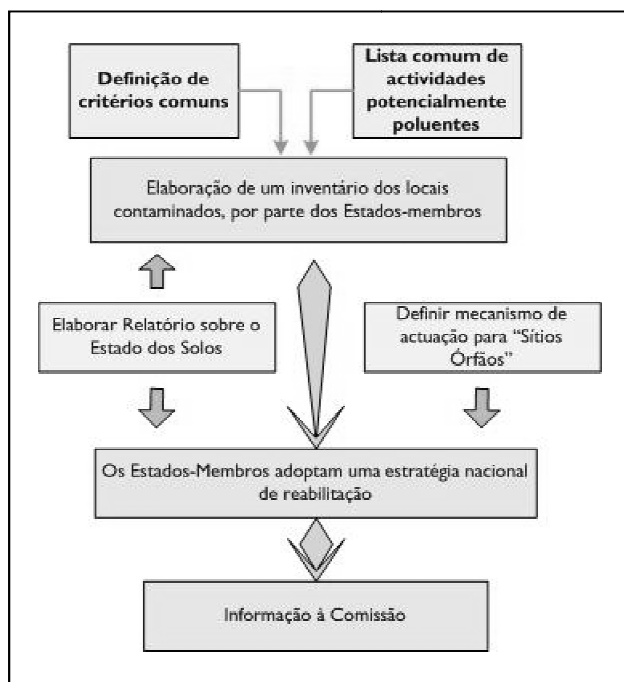 Definição de
critérios comuns
Lista comum de
actividades
potencialmente
poluentes
Elaboração de um inventário dos locais
contaminados, por parte dos Estados-membros
Elaborar Relatório sobre o
Estado dos Solos
Definir mecanismo de
actuação para “Sítios
Órfãos”
Os Estados-Membros adoptam uma estratégia nacional
de reabilitação
Informação à Comissão